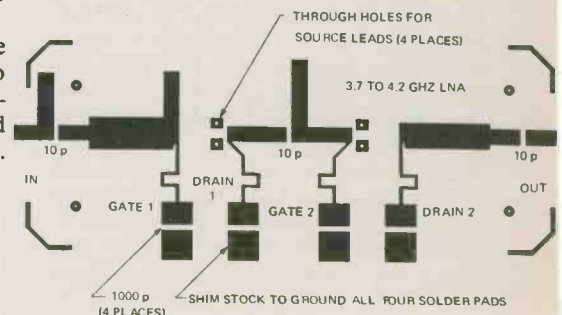 THROUGH HOLES FOR
SOURCE LEADS (4 PLACES)
3.7 TO 4.2 GHZ LNA
10 p
10 p
10 p
IN
DRAIN
1
OUT
GATE 1
GATE 2
DRAIN 2
1000 p
(4 PLACES)
SHIM STOCK TO GROUND ALL FOUR SOLDER PADS